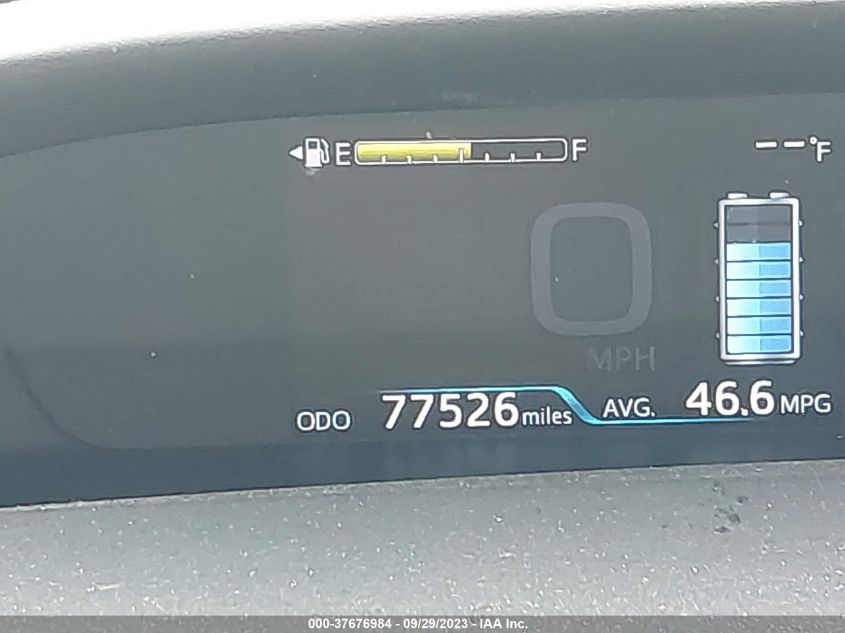 E F --°F
0
MPH
ODO 77526 miles AVG. 46.6 MPG
000-37676984 - 09/29/2023 - IAA Inc.